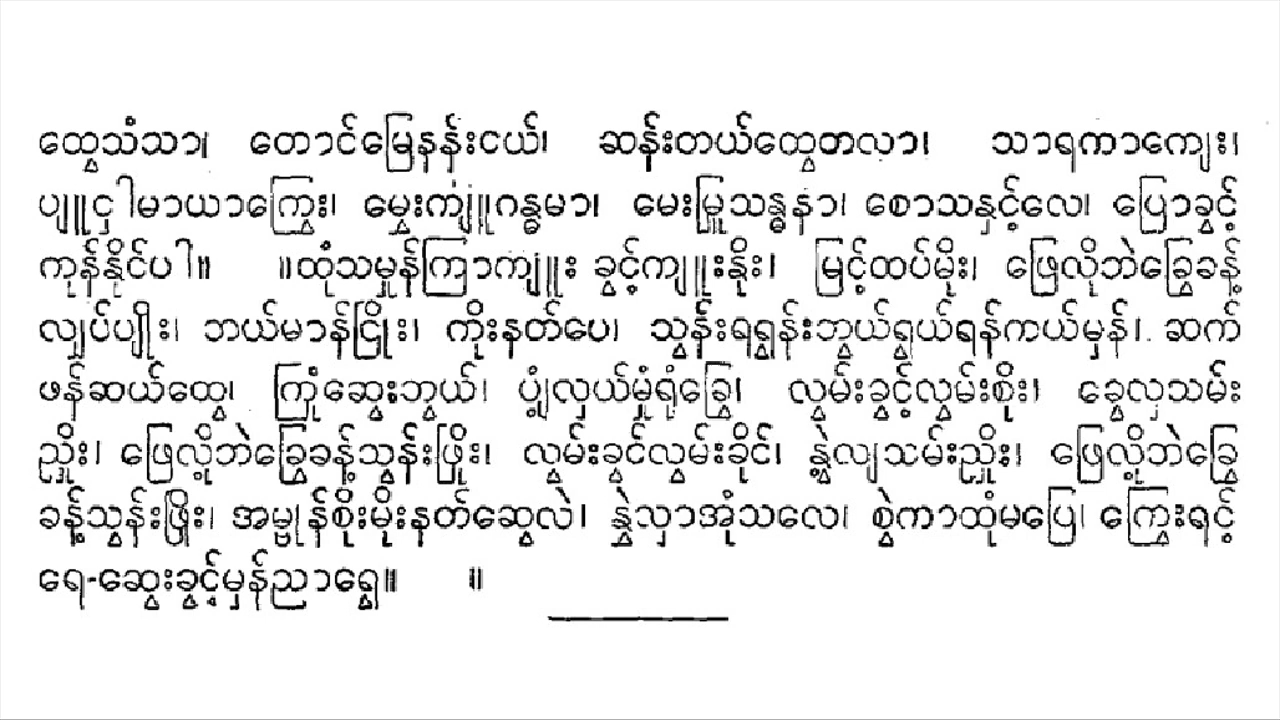 ထွေသံသာ၊ တောင်မြေနန်းငယ်၊ ဆန်းတယ်ထွေတလာ၊ သာရကာကျေး၊
ပျူငှါမာယာကြွေး၊ မွှေးကျုံူဂန္ဓမာ၊ မေးမြူသန္ဓနာ၊ စောသနှင့်လေ၊ ပြောခွင့်
ကုန်နိုင်ပါ။ ။ထုံသမှုန်ကြာကျူး ခွင့်ကျူးနိုး၊ မြင့်ထပ်မိုး၊ ဖြေလိုဘဲခြွေခန့်
လျှပ်ပျိုး၊ ဘယ်မာန်ငြိုး၊ ကိုးနတ်ပေ၊ သွန်းရရွှန်းဘွယ်ရွယ်ရန်ကယ်မှန်၊ ဆက်
ဖန်ဆယ်ထွေ၊ ကြုံဆွေးဘွယ်၊ ပျံ့လှယ်မှုံရုံခြွေ၊ လွမ်းခွင့်လွမ်းစိုး၊ ခွေလှသမ်း
ညှိုး၊ ဖြေလို့ဘဲခြွေခန့်သွန်းဖြိုး၊ လွမ်းခွင်လွမ်းခိုင်၊ နွဲ့လျသမ်းညှိုး၊ ဖြေလို့ဘဲခြွေ
ခန့်သွန်းဖြိုး၊ အမ္ဗုန်စိုးမိုးနတ်ဆွေလဲ၊ နွဲ့လှာအုံသလေ၊ စွဲကာထုံမပြေ၊ ကြွေးရင့်
ရေ-ဆွေးခွင့်မှန်ညာရွှေ။ ။